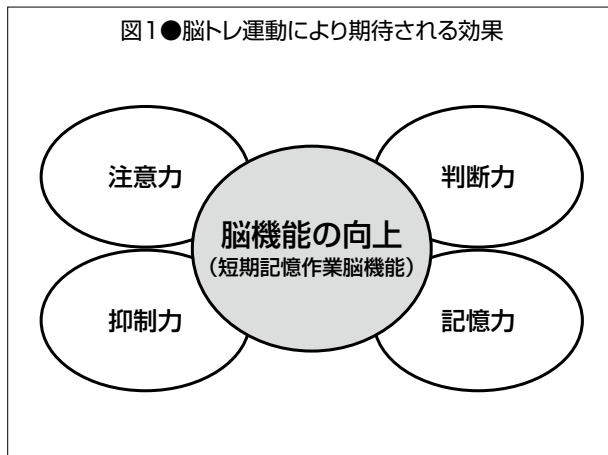 図1●脳トレ運動により期待される効果
注意力
判断力
脳機能の向上
（短期記憶作業脳機能）
抑制力
記憶力